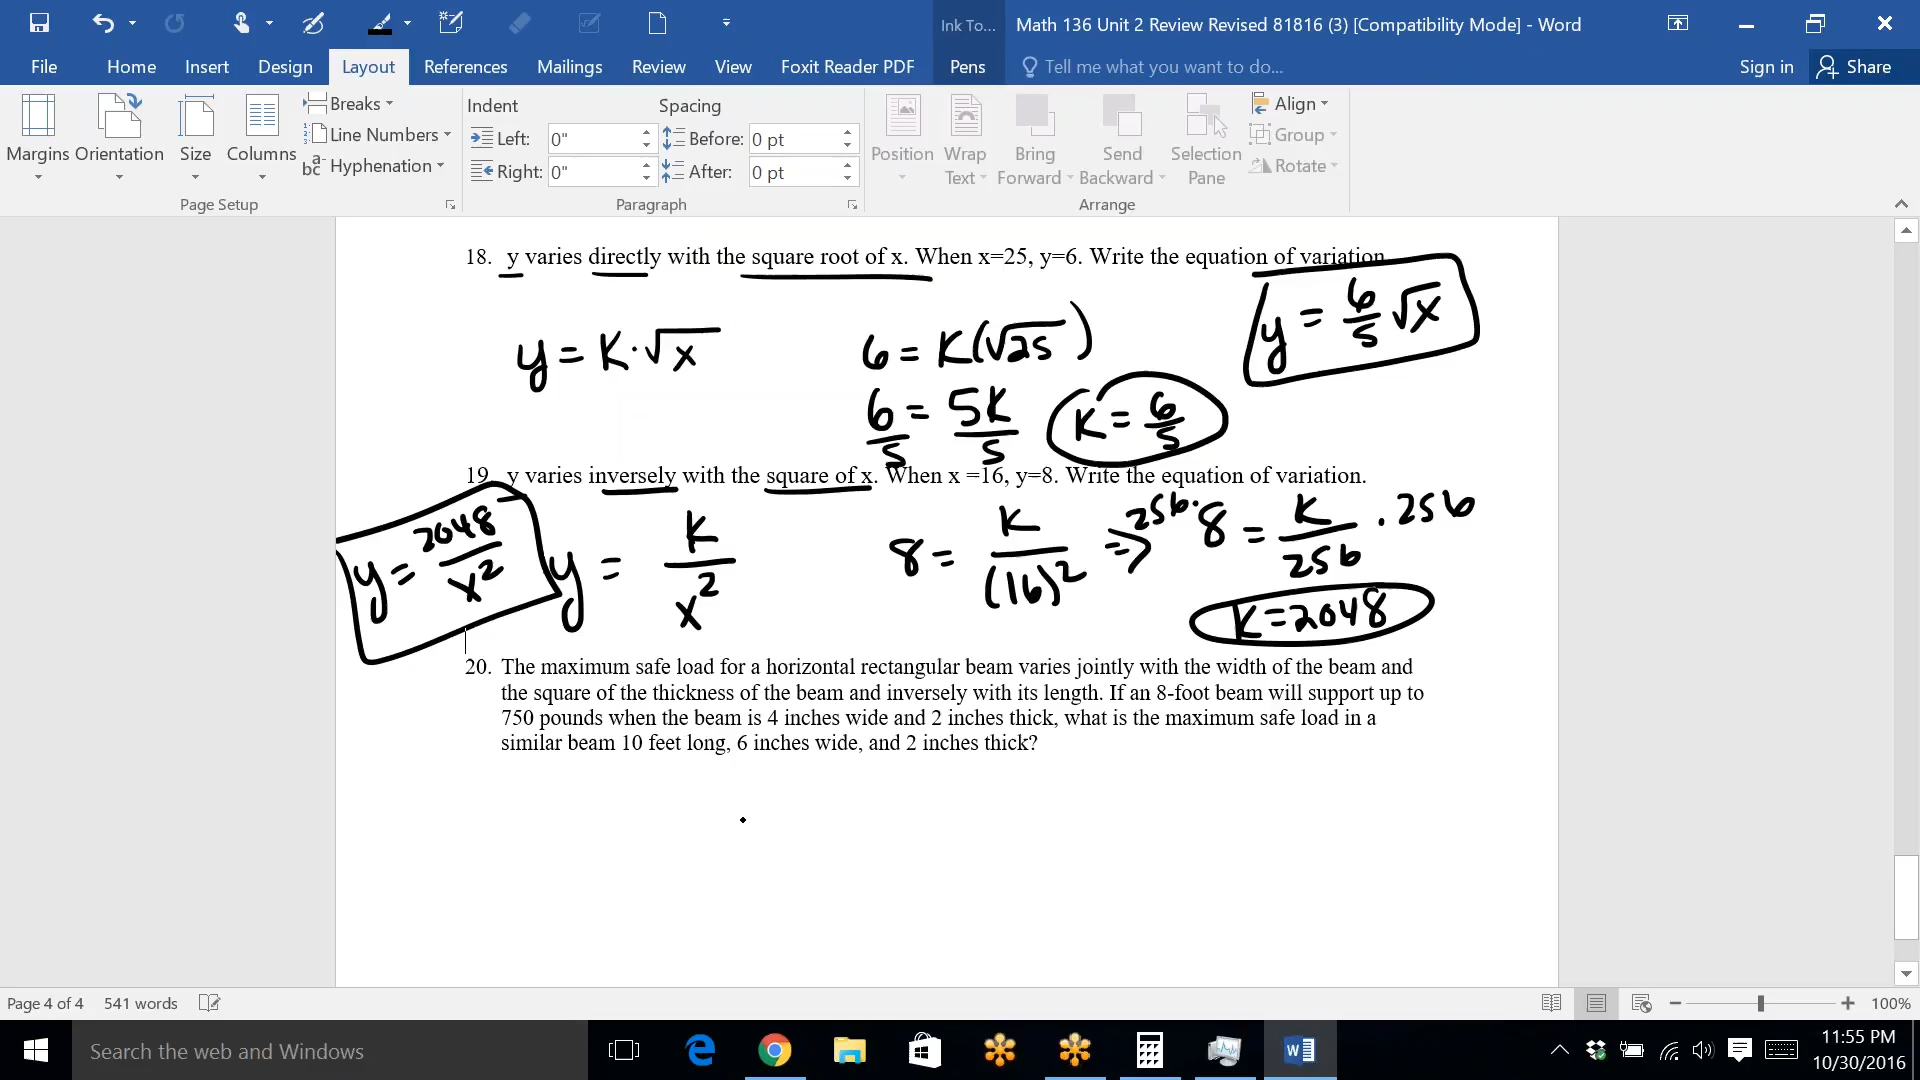 Ink To... Math 136 Unit 2 Review Revised 81816 (3) [Compatibility Mode] - Word
File Home Insert Design Layout References Mailings Review View Foxit Reader PDF Pens Tell me what you want to do... Sign in Share
Margins Orientation Size Columns
Breaks
Line Numbers
Hyphenation
Page Setup
Indent Spacing
Left: 0" Before: 0 pt
Right: 0" After: 0 pt
Paragraph
Position Wrap Text Bring Forward Send Backward Selection Pane
Align
Group
Rotate
Arrange
18. y varies directly with the square root of x. When x=25, y=6. Write the equation of variation.
y = K·√x
6 = K(√25)
6/5 = 5K/5
K = 6/5
y = 6/5 √x
19. y varies inversely with the square of x. When x =16, y=8. Write the equation of variation.
y = 2048/x²
y = K/x²
8 = K/(16)² => 256·8 = K/256 · 256
K = 2048
20. The maximum safe load for a horizontal rectangular beam varies jointly with the width of the beam and
the square of the thickness of the beam and inversely with its length. If an 8-foot beam will support up to
750 pounds when the beam is 4 inches wide and 2 inches thick, what is the maximum safe load in a
similar beam 10 feet long, 6 inches wide, and 2 inches thick?
Page 4 of 4 541 words 100%
Search the web and Windows
11:55 PM
10/30/2016